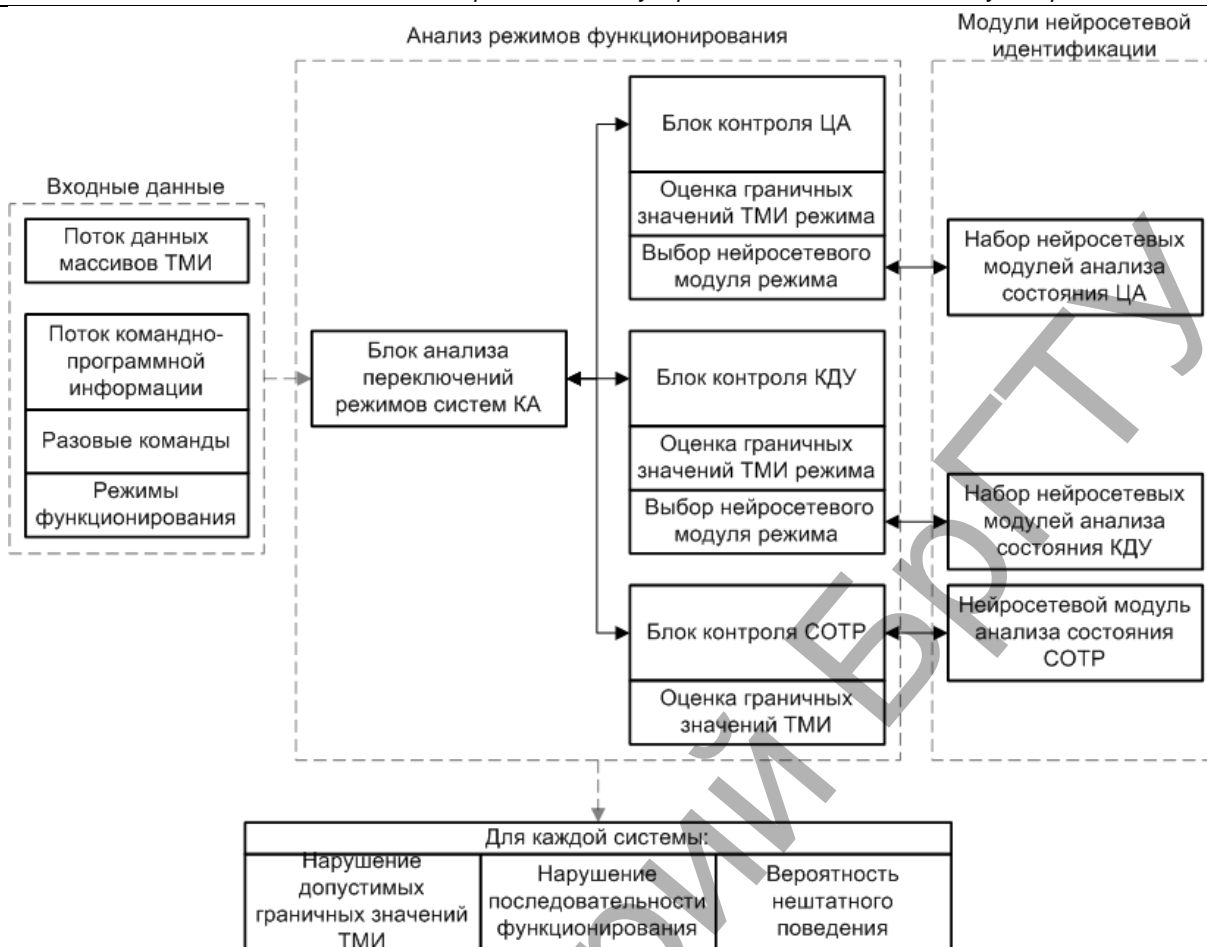 Анализ режимов функционирования
Модули нейросетевой
идентификации
Входные данные
Поток данных
массивов ТМИ
Поток командно-
программной
информации
Разовые команды
Режимы
функционирования
Блок анализа
переключений
режимов систем КА
Блок контроля ЦА
Оценка граничных
значений ТМИ режима
Выбор нейросетевого
модуля режима
Блок контроля КДУ
Оценка граничных
значений ТМИ режима
Выбор нейросетевого
модуля режима
Блок контроля СОТР
Оценка граничных
значений ТМИ
Набор нейросетевых
модулей анализа
состояния ЦА
Набор нейросетевых
модулей анализа
состояния КДУ
Нейросетевой модуль
анализа состояния
СОТР
Для каждой системы:
Нарушение
допустимых
граничных значений
ТМИ
Нарушение
последовательности
функционирования
Вероятность
нештатного
поведения
БрГТУ